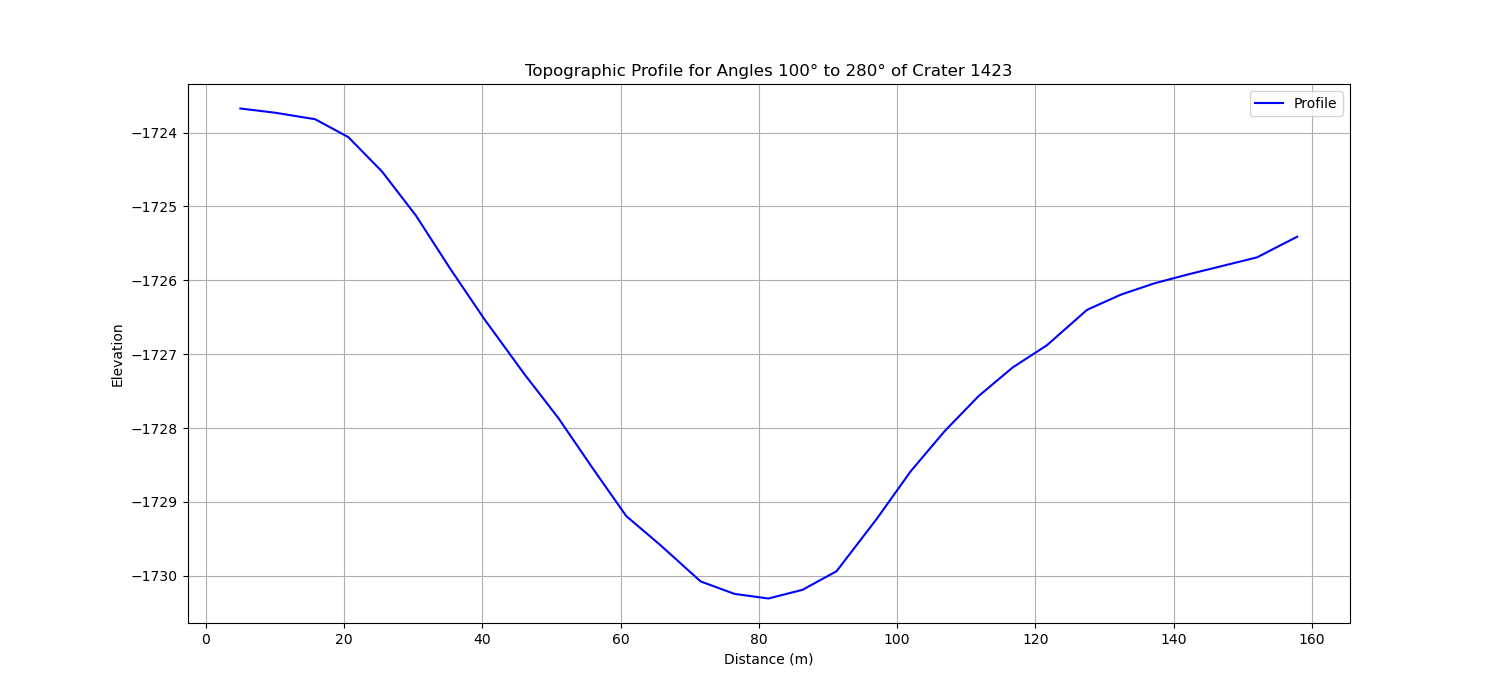 Topographic Profile for Angles 100° to 280° of Crater 1423
Profile
−1724
−1725
−1726
−1727
−1728
−1729
−1730
Elevation
0 20 40 60 80 100 120 140 160
Distance (m)